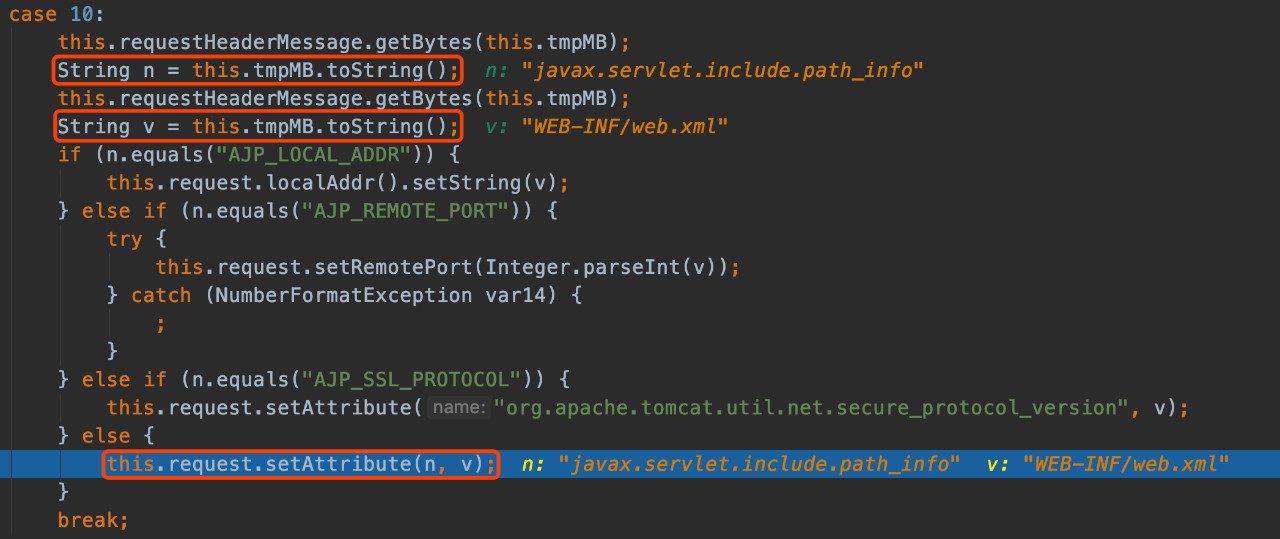 case 10:
this.requestHeaderMessage.getBytes(this.tmpMB);
String n = this.tmpMB.toString(); n: "javax.servlet.include.path_info"
this.requestHeaderMessage.getBytes(this.tmpMB);
String v = this.tmpMB.toString(); v: "WEB-INF/web.xml"
if (n.equals("AJP_LOCAL_ADDR")) {
this.request.localAddr().setString(v);
} else if (n.equals("AJP_REMOTE_PORT")) {
try {
this.request.setRemotePort(Integer.parseInt(v));
} catch (NumberFormatException var14) {
;
}
} else if (n.equals("AJP_SSL_PROTOCOL")) {
this.request.setAttribute( name: "org.apache.tomcat.util.net.secure_protocol_version", v);
} else {
this.request.setAttribute(n, v); n: "javax.servlet.include.path_info" v: "WEB-INF/web.xml"
}
break;